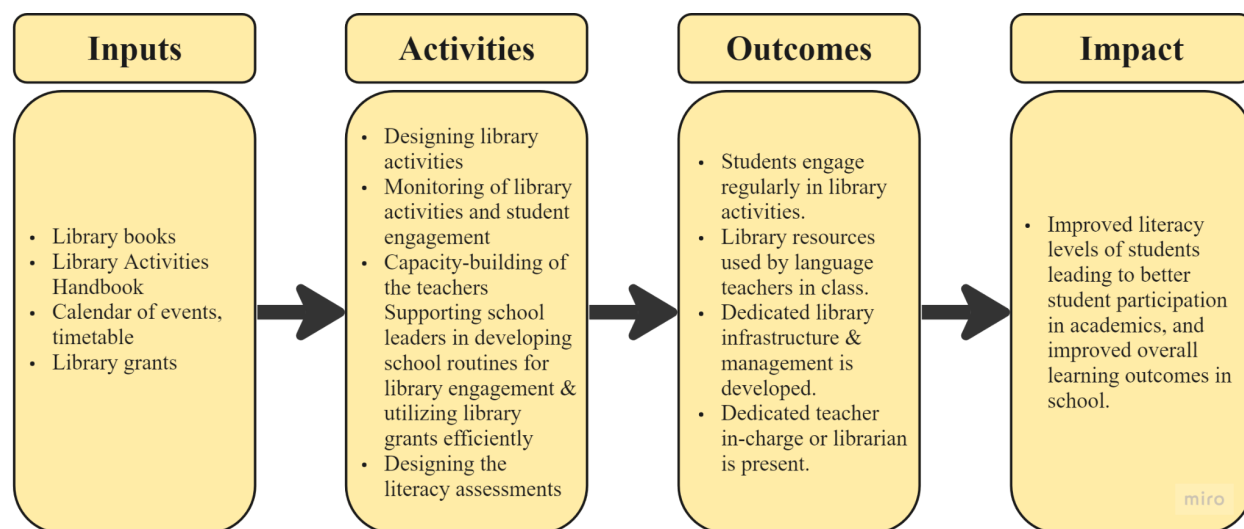 Inputs
Activities
Outcomes
Impact
• Library books
• Library Activities
Handbook
• Calendar of events,
timetable
• Library grants
• Designing library
activities
• Monitoring of library
activities and student
engagement
• Capacity-building of
the teachers
Supporting school
leaders in developing
school routines for
library engagement &
utilizing library
grants efficiently
• Designing the
literacy assessments
• Students engage
regularly in library
activities.
• Library resources
used by language
teachers in class.
• Dedicated library
infrastructure &
management is
developed.
• Dedicated teacher
in-charge or librarian
is present.
• Improved literacy
levels of students
leading to better
student participation
in academics, and
improved overall
learning outcomes in
school.
miro